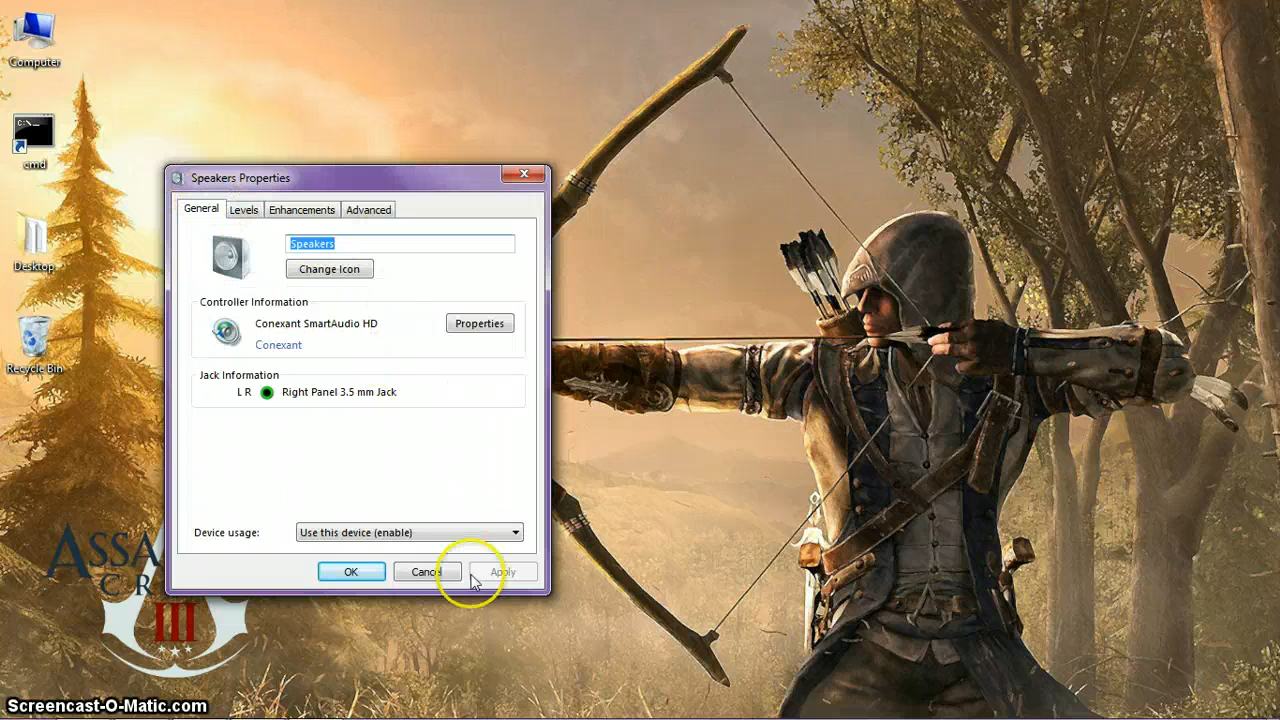 Computer
cmd
Desktop
Recycle Bin
Speakers Properties
General Levels Enhancements Advanced
Speakers
Change Icon
Controller Information
Conexant SmartAudio HD
Properties
Conexant
Jack Information
L R Right Panel 3.5 mm Jack
Device usage: Use this device (enable)
OK Cancel Apply
ASSA
CR
III
Screencast-O-Matic.com